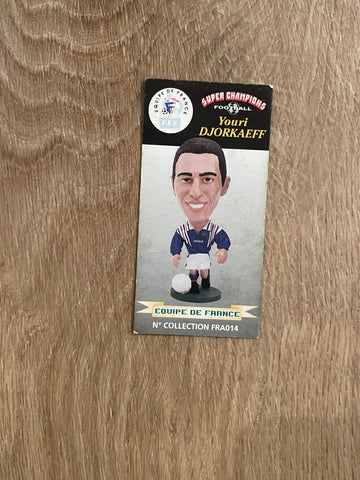 EQUIPE DE FRANCE
F.F.F.
SUPER CHAMPIONS
FOOTBALL
Youri
DJORKAEFF
EQUIPE DE FRANCE
N° COLLECTION FRA014